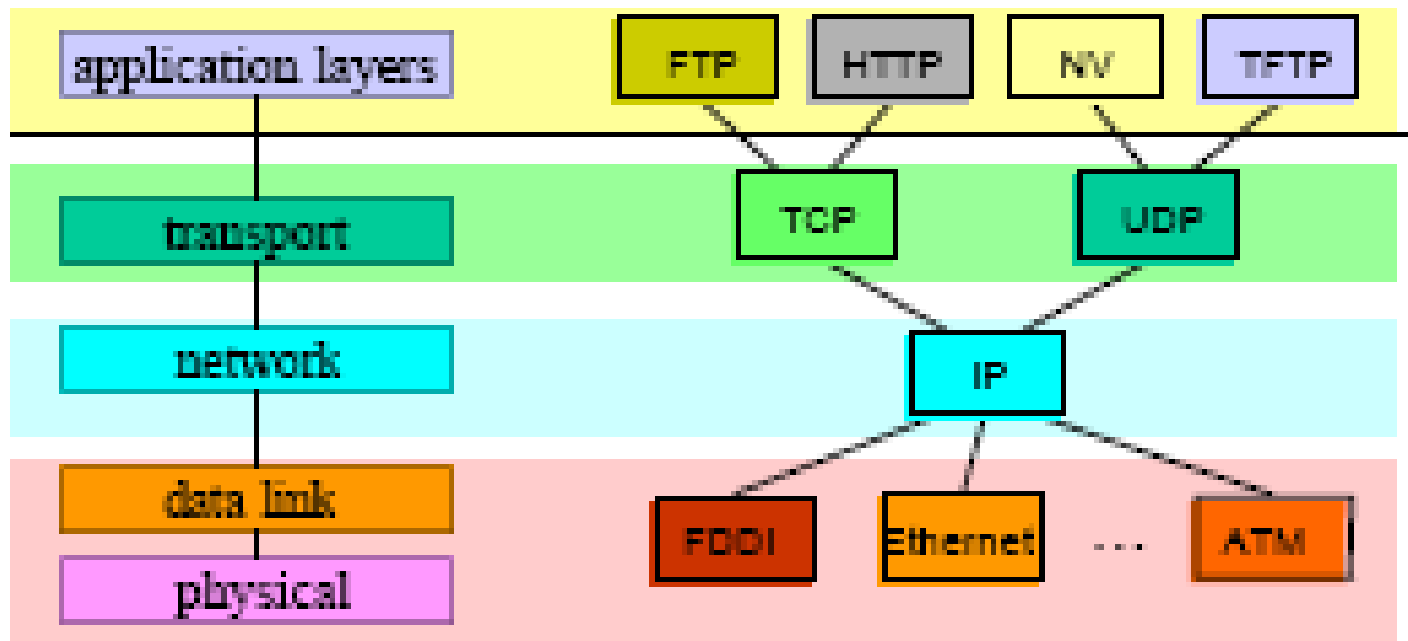 application layers
FTP
HTTP
NV
TFTP
transport
TCP
UDP
network
IP
data link
physical
FDDI
Ethernet
...
ATM